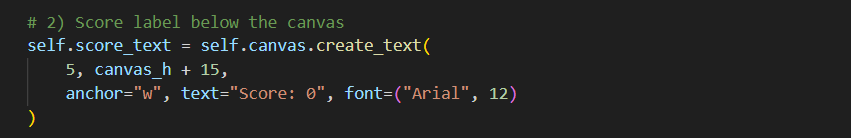 # 2) Score label below the canvas
self.score_text = self.canvas.create_text(
    5, canvas_h + 15,
    anchor="w", text="Score: 0", font=("Arial", 12)
)